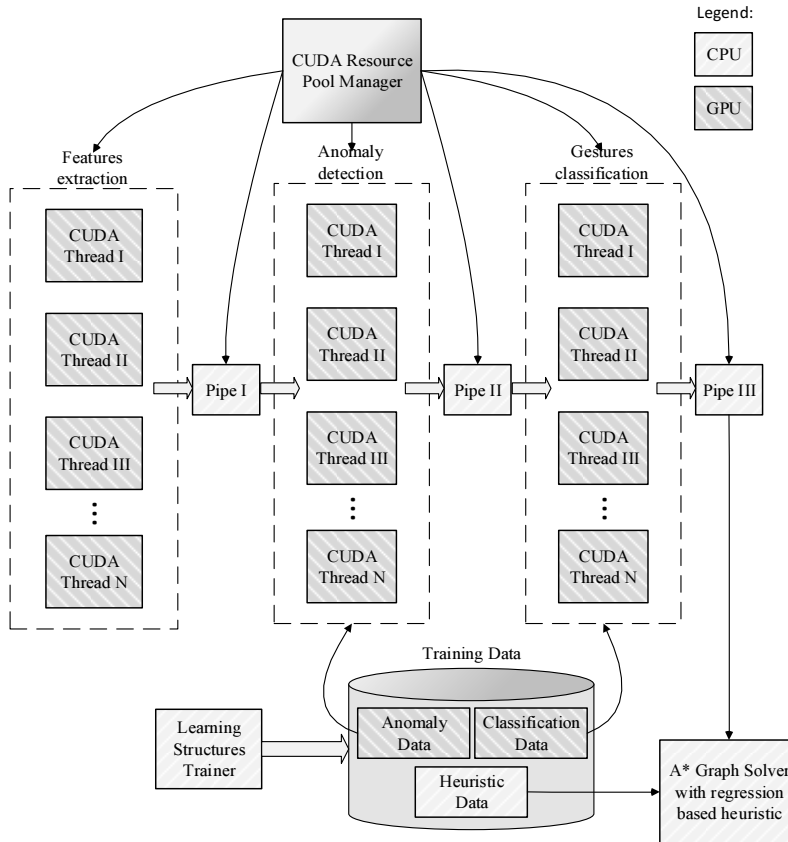 Legend:
CPU
GPU
CUDA Resource
Pool Manager
Features
extraction
Anomaly
detection
Gestures
classification
CUDA
Thread I
CUDA
Thread II
CUDA
Thread III
CUDA
Thread N
Pipe I
CUDA
Thread I
CUDA
Thread II
CUDA
Thread III
CUDA
Thread N
Pipe II
CUDA
Thread I
CUDA
Thread II
CUDA
Thread III
CUDA
Thread N
Pipe III
Training Data
Learning
Structures
Trainer
Anomaly
Data
Classification
Data
Heuristic
Data
A* Graph Solver
with regression
based heuristic